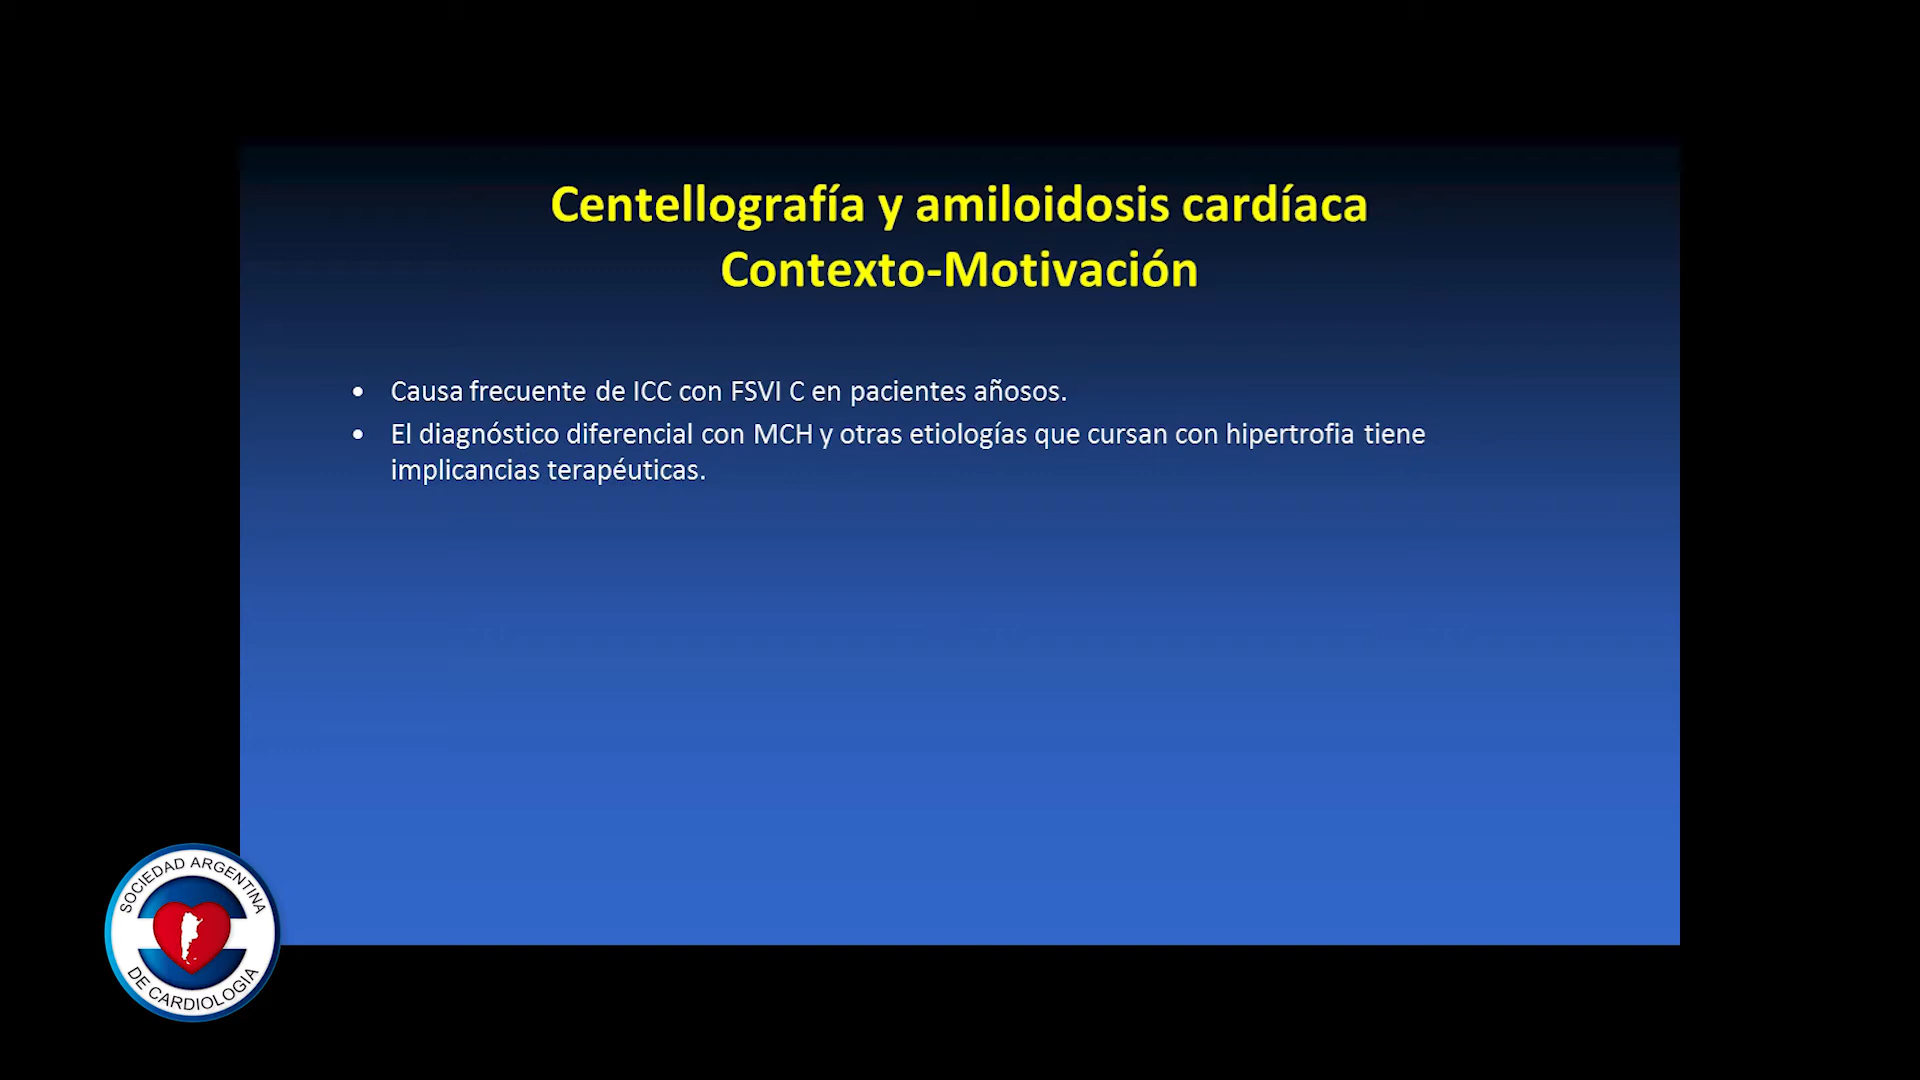 Centellografía y amiloidosis cardíaca
Contexto-Motivación
• Causa frecuente de ICC con FSVI C en pacientes añosos.
• El diagnóstico diferencial con MCH y otras etiologías que cursan con hipertrofia tiene
implicancias terapéuticas.
SOCIEDAD ARGENTINA
DE CARDIOLOGIA